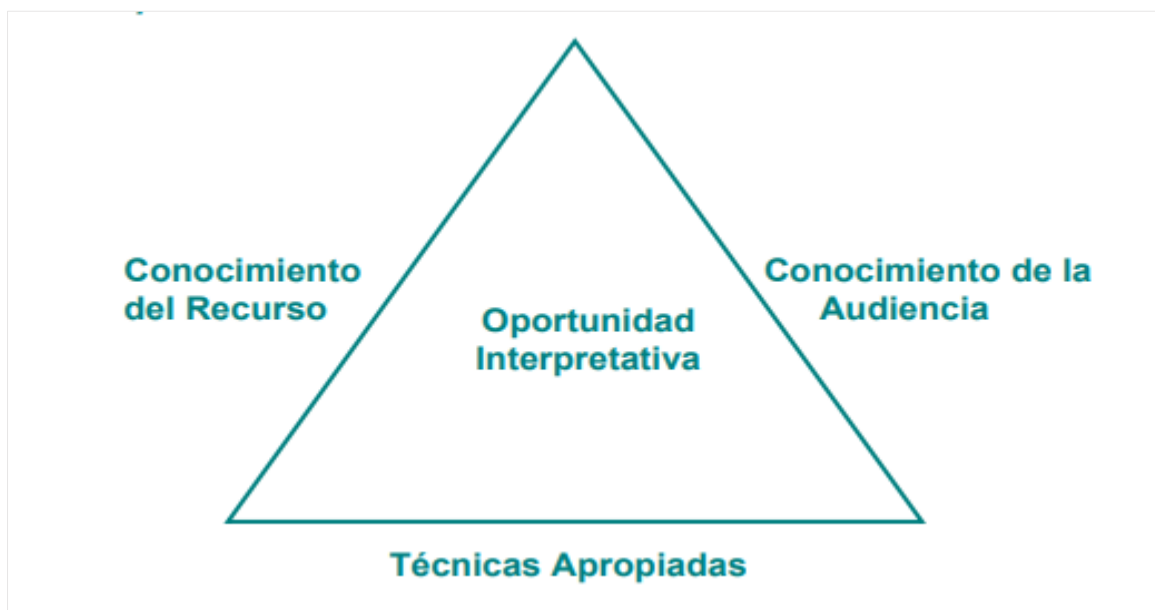 Conocimiento
del Recurso
Conocimiento de la
Audiencia
Oportunidad
Interpretativa
Técnicas Apropiadas